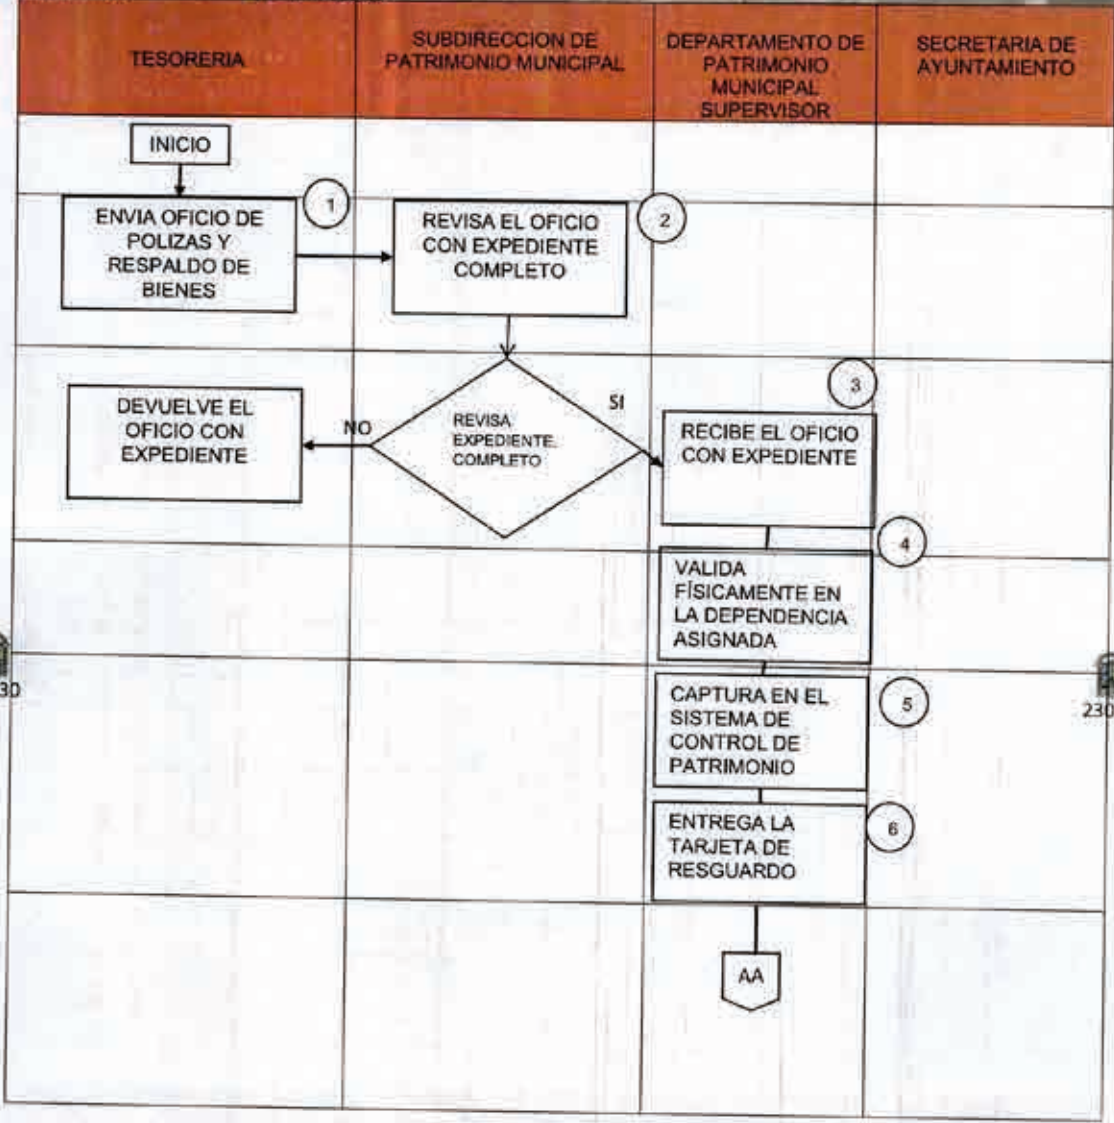 TESORERIA
SUBDIRECCION DE
PATRIMONIO MUNICIPAL
DEPARTAMENTO DE
PATRIMONIO
MUNICIPAL
SUPERVISOR
SECRETARIA DE
AYUNTAMIENTO
INICIO
1
ENVIA OFICIO DE
POLIZAS Y
RESPALDO DE
BIENES
2
REVISA EL OFICIO
CON EXPEDIENTE
COMPLETO
DEVUELVE EL
OFICIO CON
EXPEDIENTE
NO
REVISA
EXPEDIENTE
COMPLETO
SI
3
RECIBE EL OFICIO
CON EXPEDIENTE
4
VALIDA
FÍSICAMENTE EN
LA DEPENDENCIA
ASIGNADA
30
230
5
CAPTURA EN EL
SISTEMA DE
CONTROL DE
PATRIMONIO
6
ENTREGA LA
TARJETA DE
RESGUARDO
AA